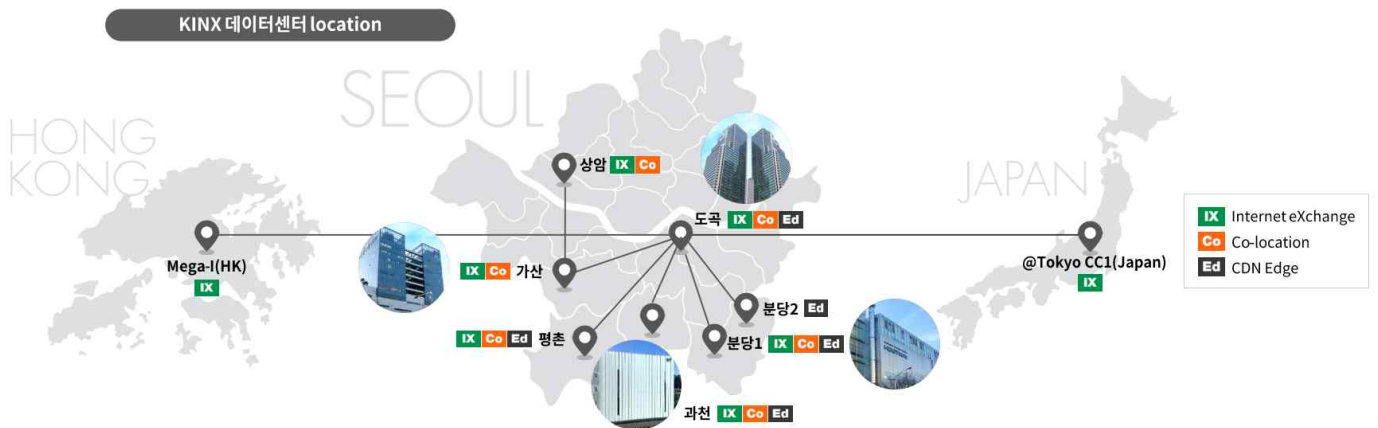 KINX 데이터센터 location
SEOUL
HONG
KONG
JAPAN
상암 IX Co
도곡 IX Co Ed
Mega-I(HK)
IX
IX Co 가산
@Tokyo CC1(Japan)
IX
분당2 Ed
IX Co Ed 평촌
분당1 IX Co Ed
과천 IX Co Ed
IX Internet eXchange
Co Co-location
Ed CDN Edge